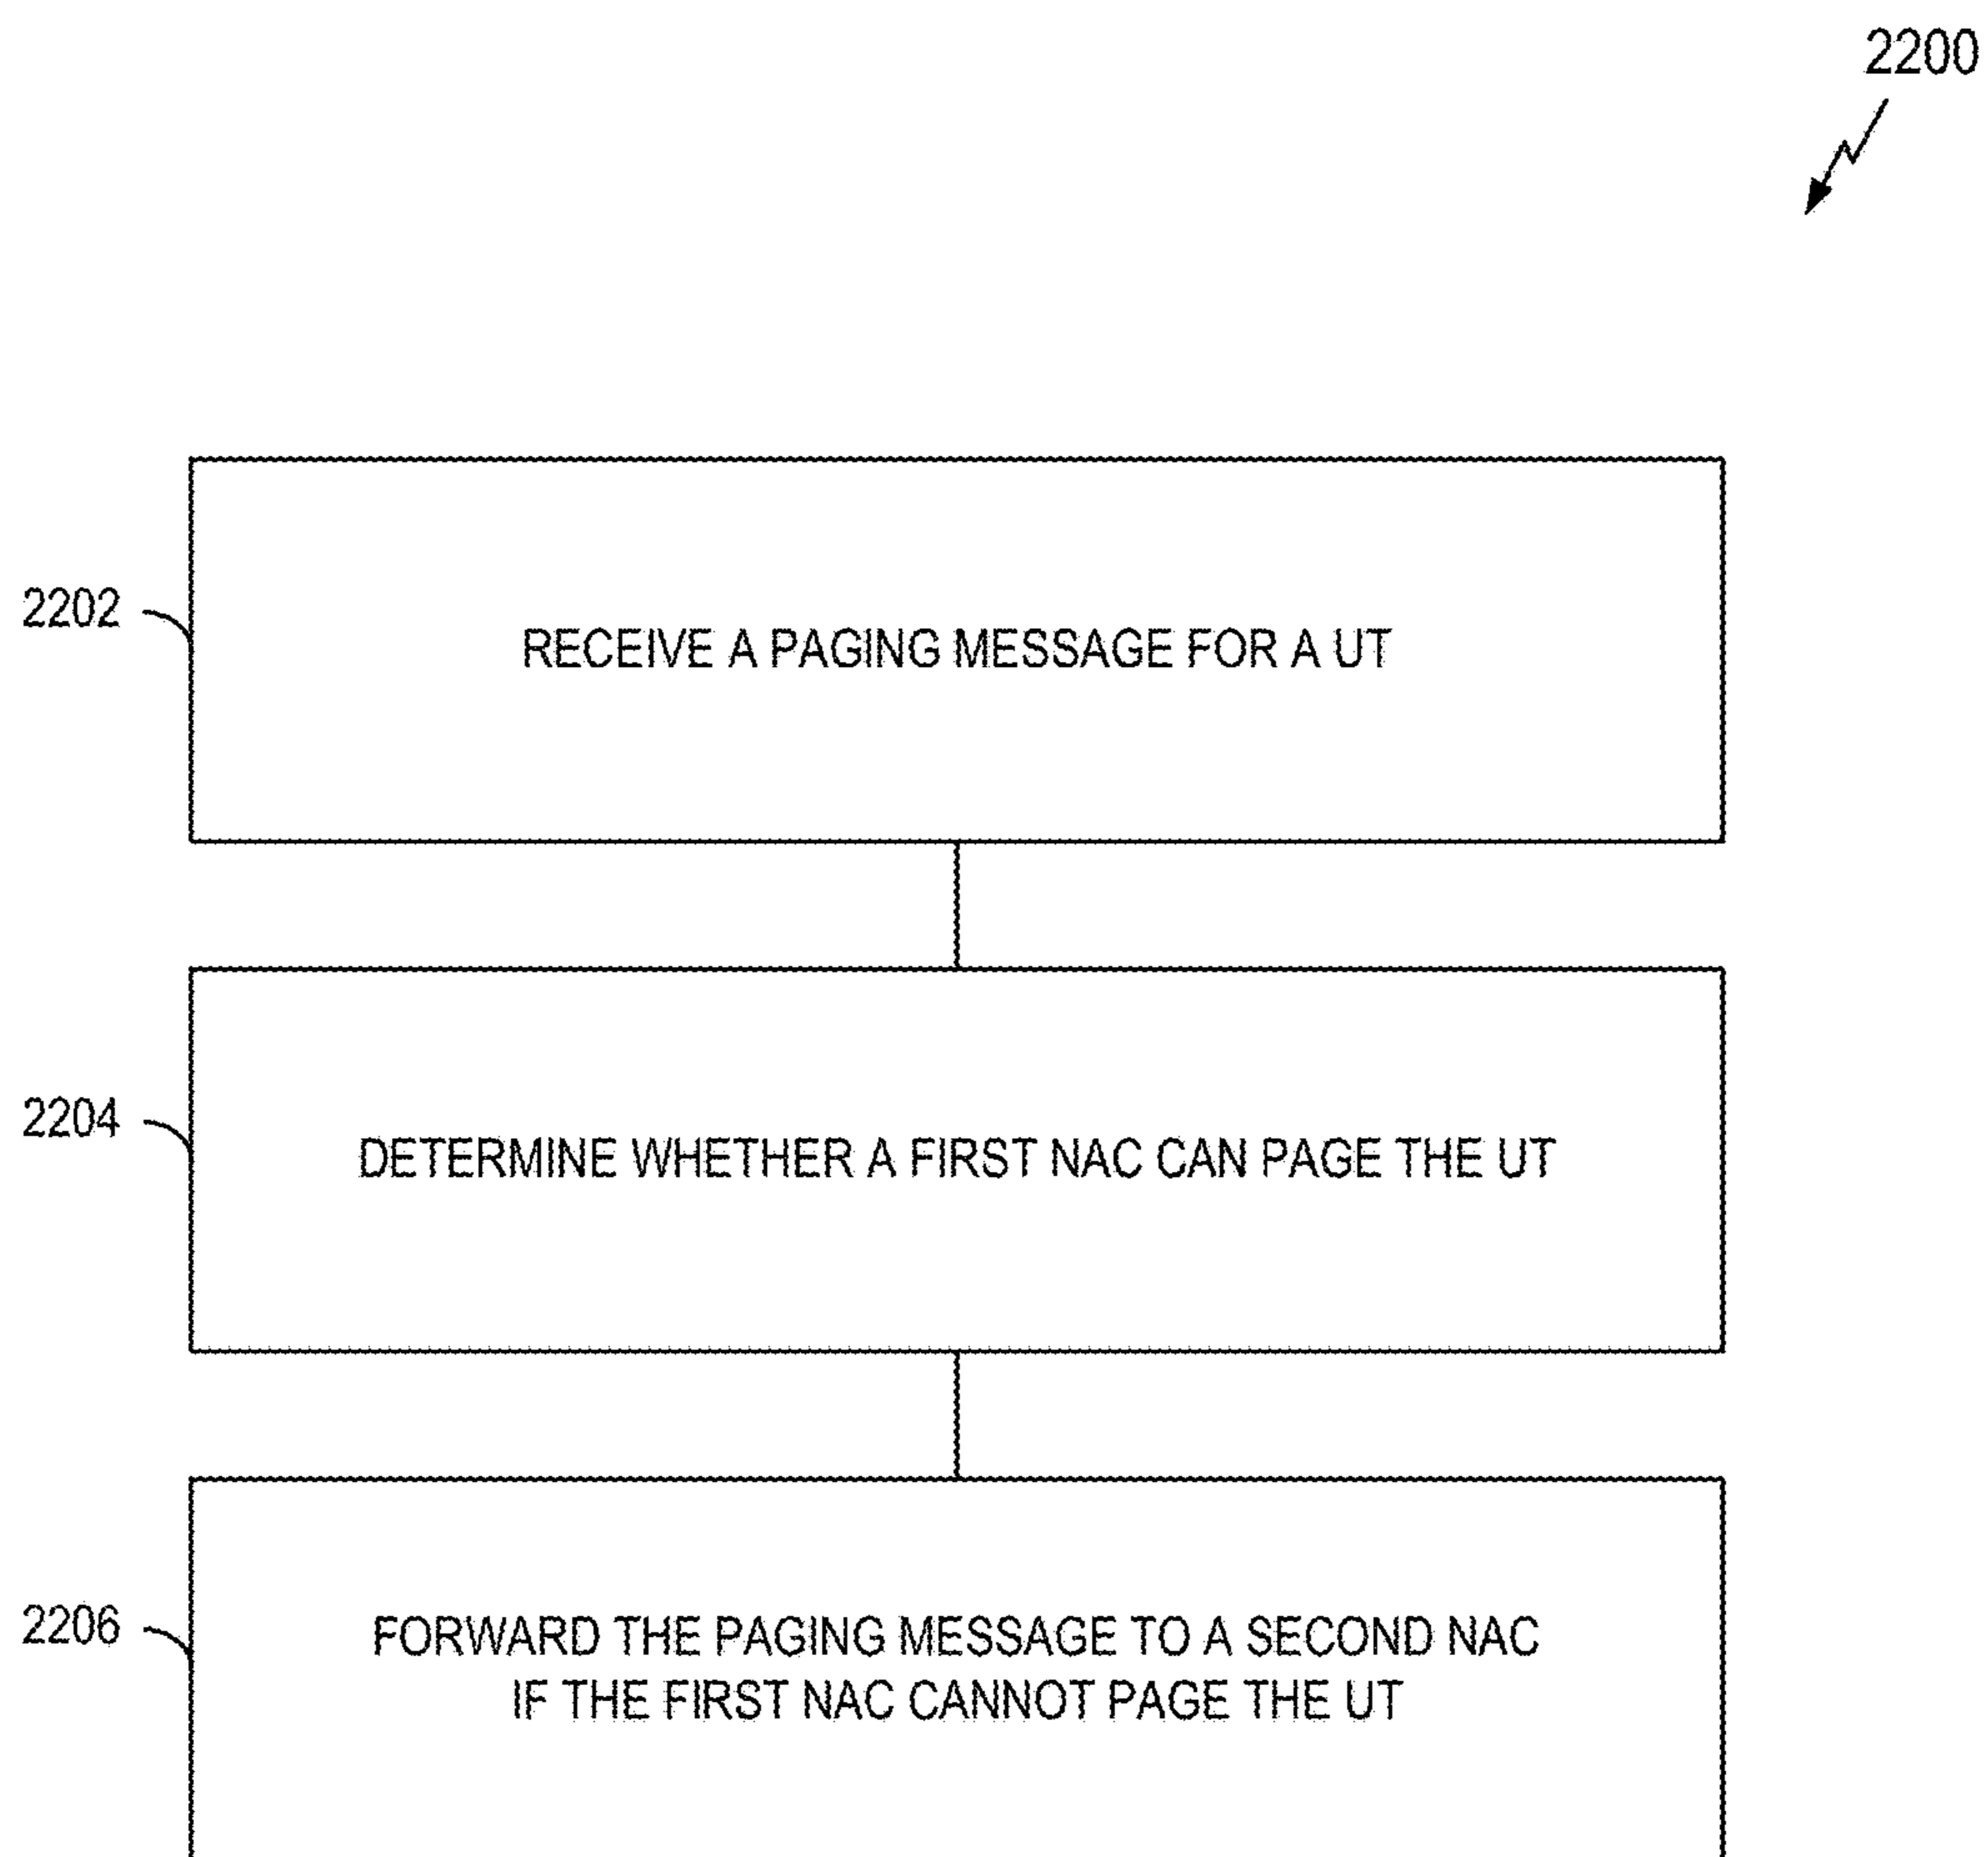 2200
2202
RECEIVE A PAGING MESSAGE FOR A UT
2204
DETERMINE WHETHER A FIRST NAC CAN PAGE THE UT
2206
FORWARD THE PAGING MESSAGE TO A SECOND NAC
IF THE FIRST NAC CANNOT PAGE THE UT